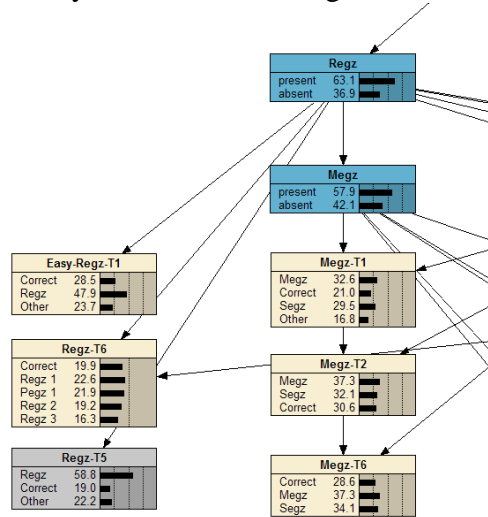 Regz
present 63.1
absent 36.9
Megz
present 57.9
absent 42.1
Easy-Regz-T1
Correct 28.5
Regz 47.9
Other 23.7
Megz-T1
Megz 32.6
Correct 21.0
Segz 29.5
Other 16.8
Regz-T6
Correct 19.9
Regz 1 22.6
Pegz 1 21.9
Regz 2 19.2
Regz 3 16.3
Megz-T2
Megz 37.3
Segz 32.1
Correct 30.6
Regz-T5
Regz 58.8
Correct 19.0
Other 22.2
Megz-T6
Correct 28.6
Megz 37.3
Segz 34.1